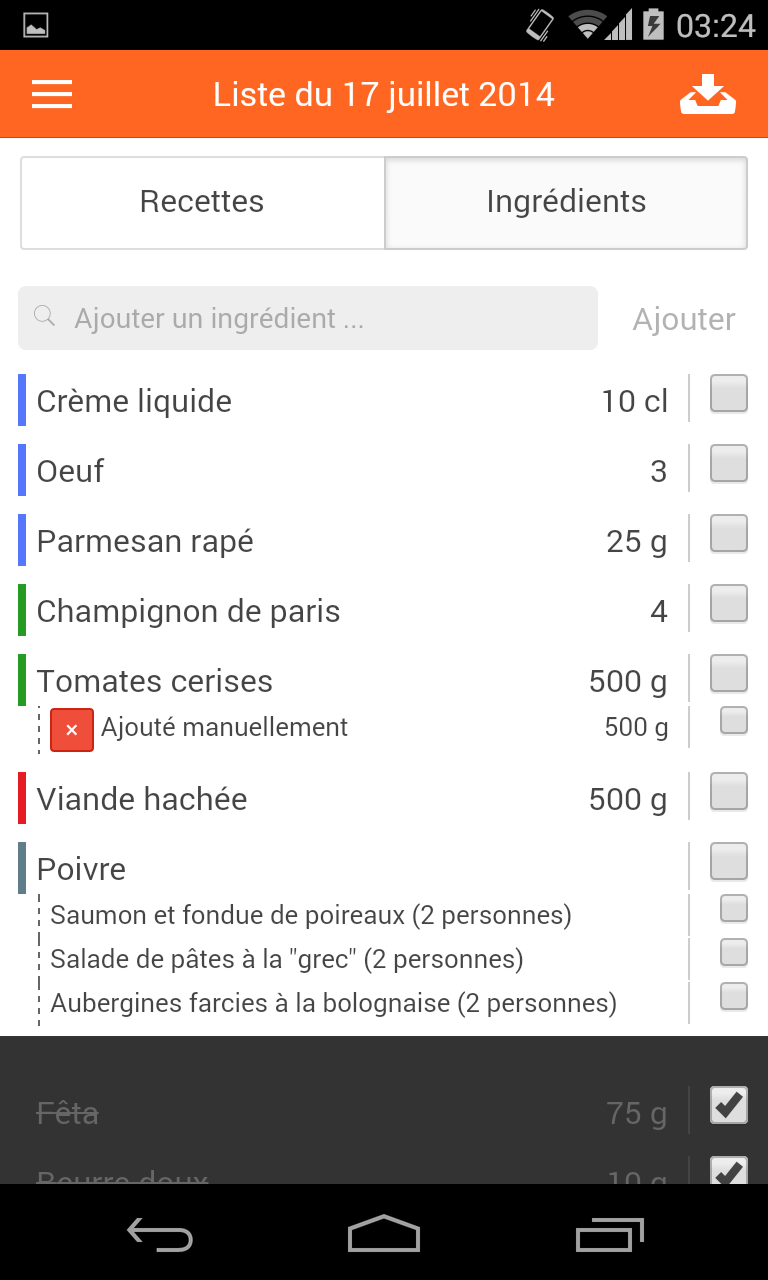 03:24
Liste du 17 juillet 2014
Recettes Ingrédients
Ajouter un ingrédient ... Ajouter
Crème liquide 10 cl
Oeuf 3
Parmesan rapé 25 g
Champignon de paris 4
Tomates cerises 500 g
× Ajouté manuellement 500 g
Viande hachée 500 g
Poivre
Saumon et fondue de poireaux (2 personnes)
Salade de pâtes à la "grec" (2 personnes)
Aubergines farcies à la bolognaise (2 personnes)
Fêta 75 g
Beurre doux 10 g